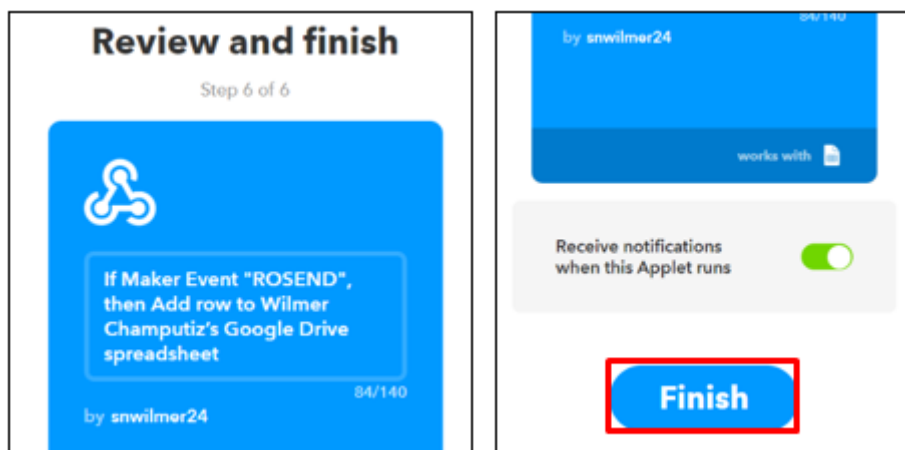 Review and finish
Step 6 of 6
If Maker Event "ROSEND",
then Add row to Wilmer
Champutiz's Google Drive
spreadsheet
84/140
by snwilmer24
84/140
by snwilmer24
works with
Receive notifications
when this Applet runs
Finish